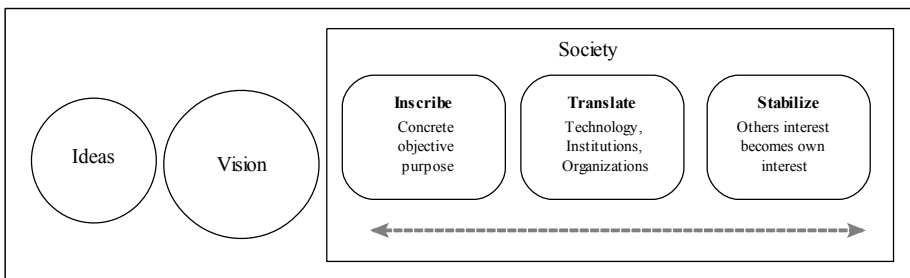 Society
Ideas
Vision
Inscribe
Concrete
objective
purpose
Translate
Technology,
Institutions,
Organizations
Stabilize
Others interest
becomes own
interest